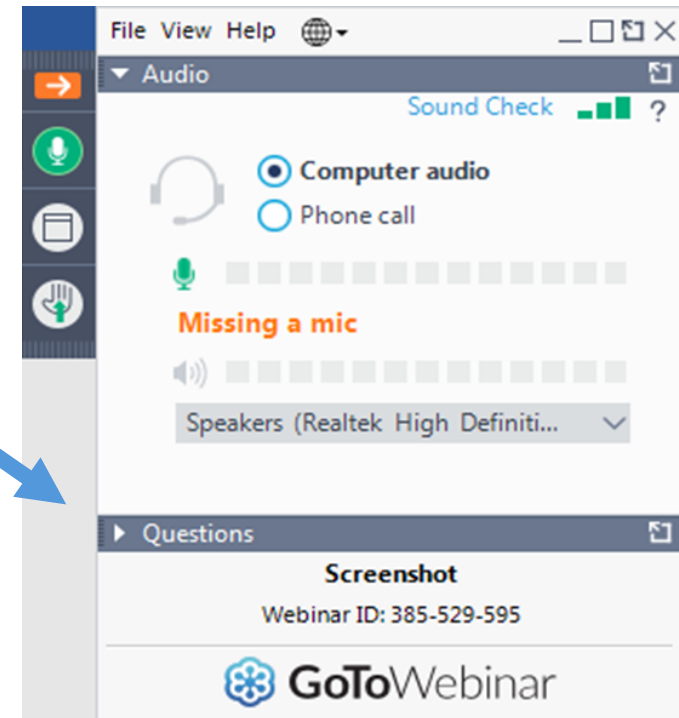 File View Help
Audio
Sound Check ?
Computer audio
Phone call
Missing a mic
Speakers (Realtek High Definiti...
Questions
Screenshot
Webinar ID: 385-529-595
GoToWebinar